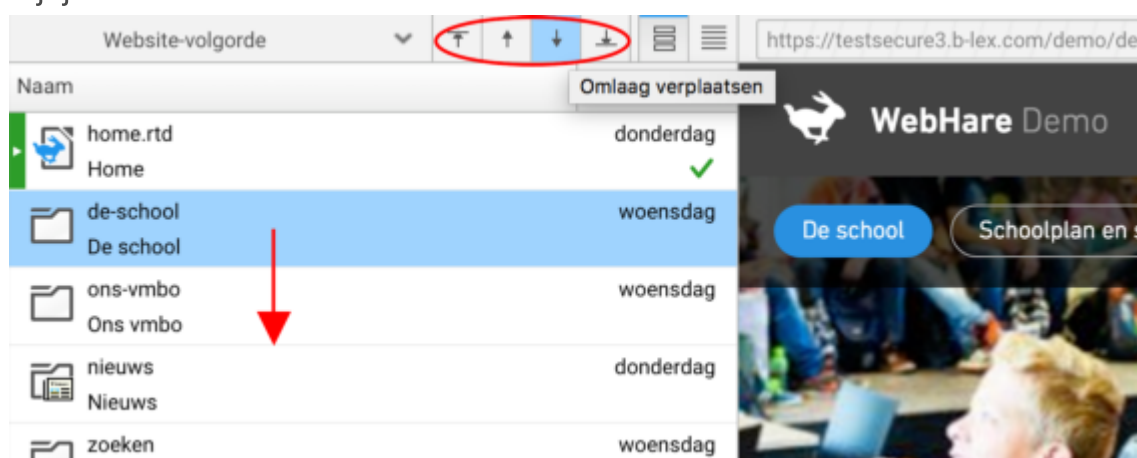 Website-volgorde
https://testsecure3.b-lex.com/demo/de
Naam
Omlaag verplaatsen
WebHare Demo
home.rtd donderdag
Home
de-school woensdag
De school
De school Schoolplan en s
ons-vmbo woensdag
Ons vmbo
nieuws donderdag
Nieuws
zoeken woensdag